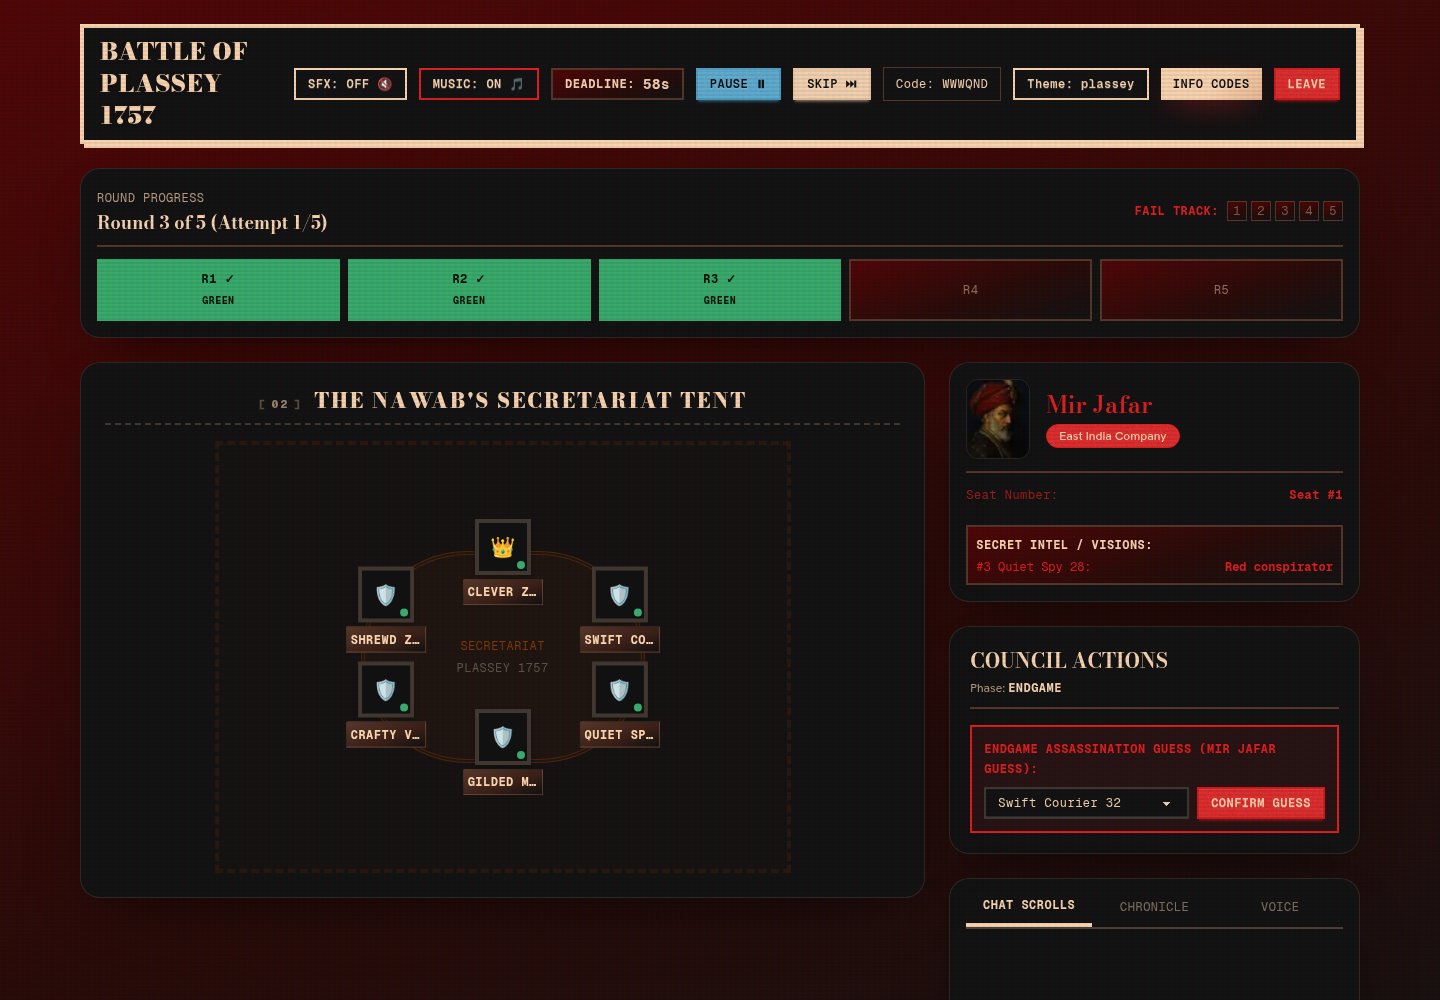 BATTLE OF
PLASSEY
1757
SFX: OFF 🔇
MUSIC: ON 🎵
DEADLINE: 58s
PAUSE ⏸
SKIP ⏭
Code: WWWQND
Theme: plassey
INFO CODES
LEAVE
ROUND PROGRESS
Round 3 of 5 (Attempt 1/5)
FAIL TRACK: 1 2 3 4 5
R1 ✓
GREEN
R2 ✓
GREEN
R3 ✓
GREEN
R4
R5
[ 02 ] THE NAWAB'S SECRETARIAT TENT
CLEVER Z…
SHREWD Z…
SWIFT CO…
SECRETARIAT
PLASSEY 1757
CRAFTY V…
QUIET SP…
GILDED M…
Mir Jafar
East India Company
Seat Number: Seat #1
SECRET INTEL / VISIONS:
#3 Quiet Spy 28: Red conspirator
COUNCIL ACTIONS
Phase: ENDGAME
ENDGAME ASSASSINATION GUESS (MIR JAFAR
GUESS):
Swift Courier 32
CONFIRM GUESS
CHAT SCROLLS
CHRONICLE
VOICE